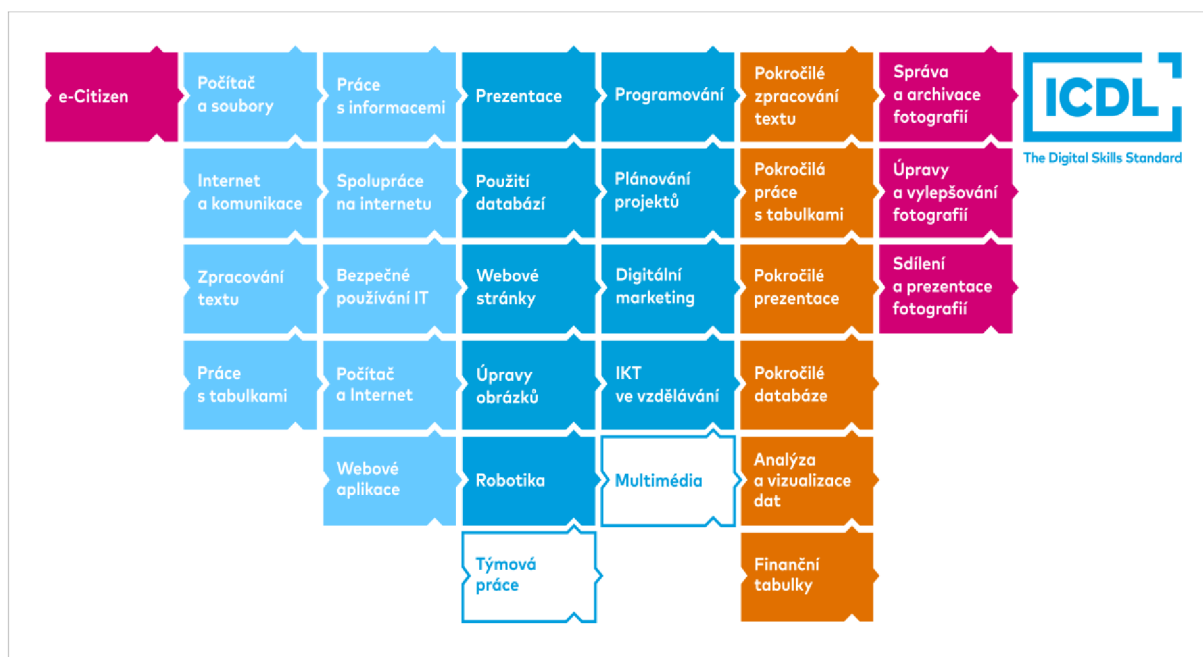 e-Citizen
Počítač
a soubory
Práce
s informacemi
Prezentace
Programování
Pokročilé
zpracování
textu
Správa
a archivace
fotografií
ICDL
The Digital Skills Standard
Internet
a komunikace
Spolupráce
na internetu
Použití
databází
Plánování
projektů
Pokročilá
práce
s tabulkami
Úpravy
a vylepšování
fotografií
Zpracování
textu
Bezpečné
používání IT
Webové
stránky
Digitální
marketing
Pokročilé
prezentace
Sdílení
a prezentace
fotografií
Práce
s tabulkami
Počítač
a Internet
Úpravy
obrázků
IKT
ve vzdělávání
Pokročilé
databáze
Webové
aplikace
Robotika
Multimédia
Analýza
a vizualizace
dat
Týmová
práce
Finanční
tabulky